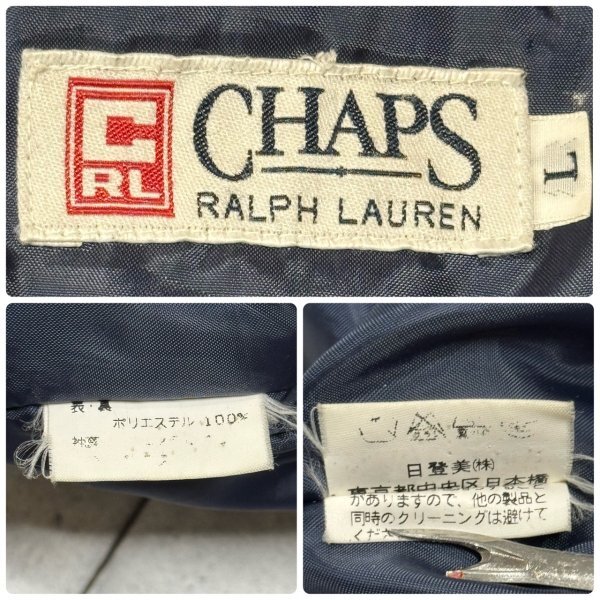 C
RL
CHAPS
RALPH LAUREN
L
表・裏
ポリエステル 100%
日登美(株)
東京都中央区日本橋
がありますので、他の製品と
同時のクリーニングは避けて
くだ